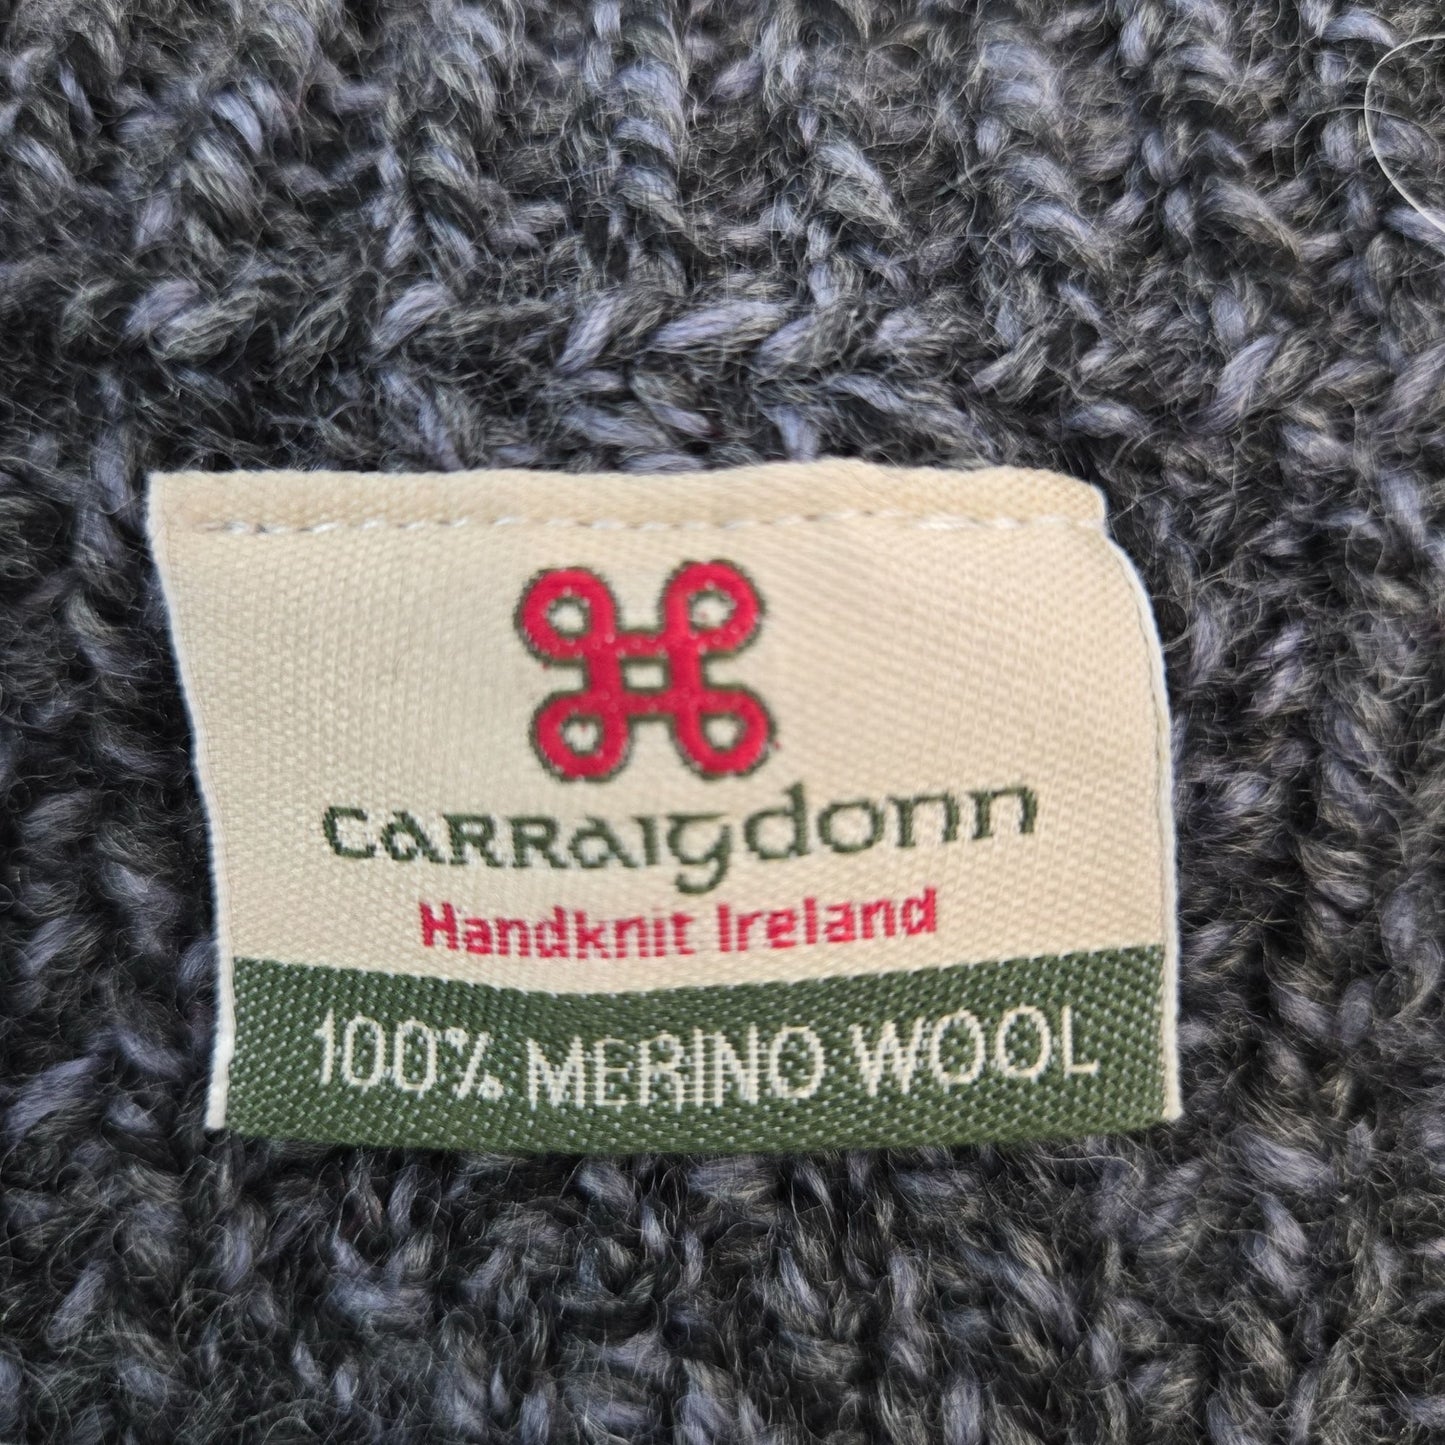 CARRAIGdonn
Handknit Ireland
100% MERINO WOOL